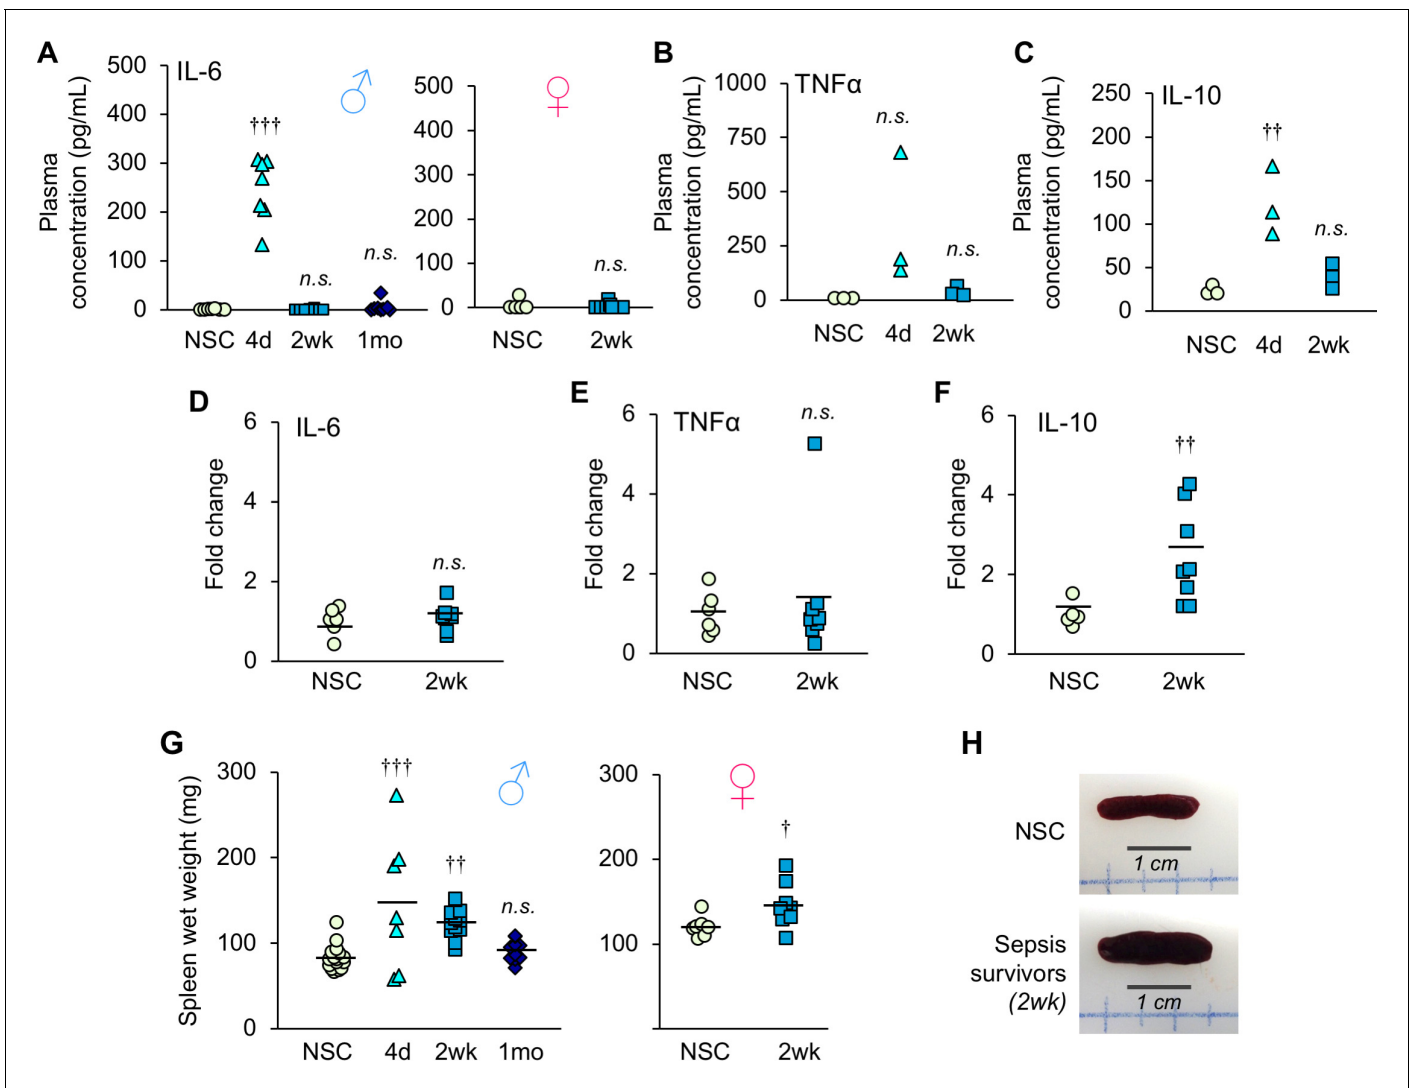 A
Plasma
concentration (pg/mL)
500
400
300
200
100
0
IL-6
†††
n.s.
n.s.
NSC 4d 2wk 1mo
500
400
300
200
100
0
n.s.
NSC 2wk
B
Plasma
concentration (pg/mL)
1000
750
500
250
0
TNFα
n.s.
n.s.
NSC 4d 2wk
C
Plasma
concentration (pg/mL)
250
200
150
100
50
0
IL-10
††
n.s.
NSC 4d 2wk
D
Fold change
6
4
2
0
IL-6
n.s.
NSC 2wk
E
Fold change
6
4
2
0
TNFα
n.s.
NSC 2wk
F
Fold change
6
4
2
0
IL-10
††
NSC 2wk
G
Spleen wet weight (mg)
300
200
100
0
†††
††
n.s.
NSC 4d 2wk 1mo
300
200
100
†
NSC 2wk
H
NSC
1 cm
Sepsis
survivors
(2wk)
1 cm